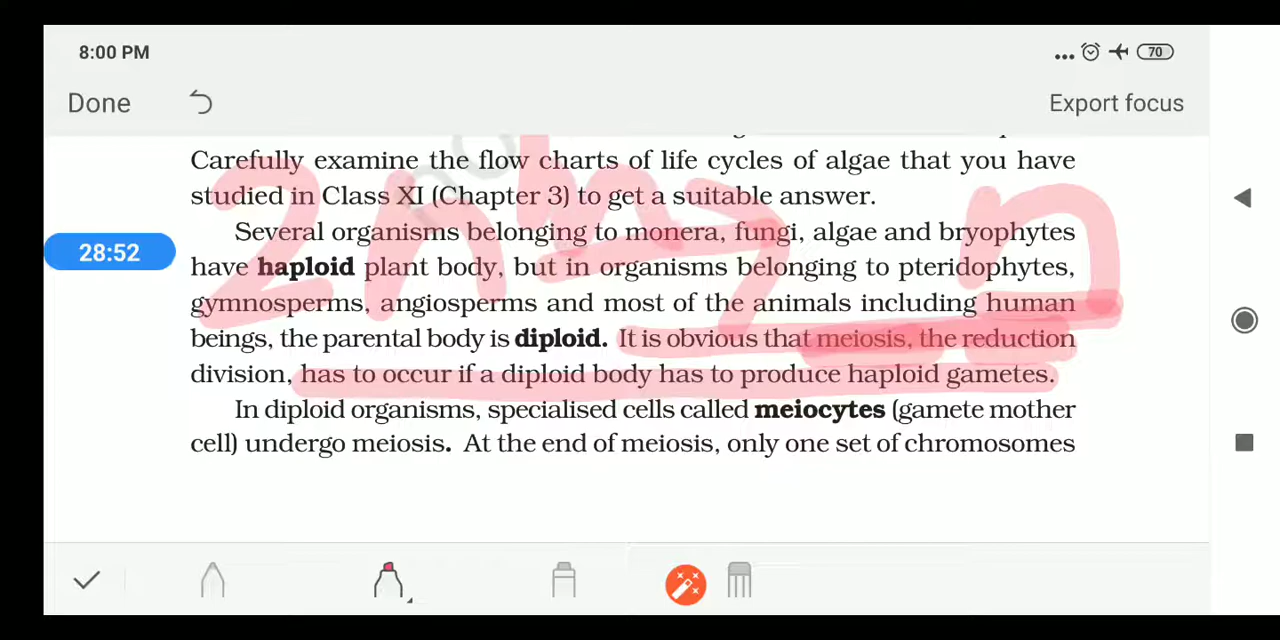 8:00 PM
70
Done
Export focus
Carefully examine the flow charts of life cycles of algae that you have
studied in Class XI (Chapter 3) to get a suitable answer.
Several organisms belonging to monera, fungi, algae and bryophytes
28:52
have haploid plant body, but in organisms belonging to pteridophytes,
gymnosperms, angiosperms and most of the animals including human
beings, the parental body is diploid. It is obvious that meiosis, the reduction
division, has to occur if a diploid body has to produce haploid gametes.
In diploid organisms, specialised cells called meiocytes (gamete mother
cell) undergo meiosis. At the end of meiosis, only one set of chromosomes
2n
n